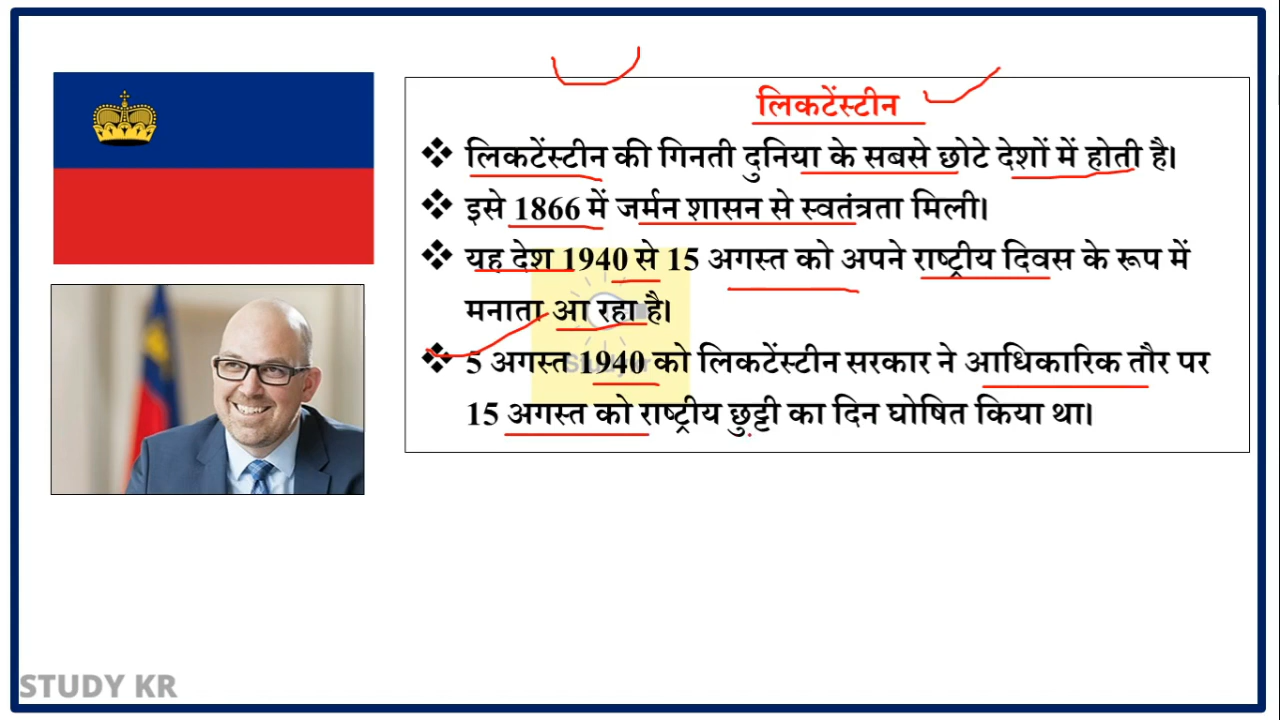 लिकटेंस्टीन
❖ लिकटेंस्टीन की गिनती दुनिया के सबसे छोटे देशों में होती है।
❖ इसे 1866 में जर्मन शासन से स्वतंत्रता मिली।
❖ यह देश 1940 से 15 अगस्त को अपने राष्ट्रीय दिवस के रूप में
मनाता आ रहा है।
❖ 5 अगस्त 1940 को लिकटेंस्टीन सरकार ने आधिकारिक तौर पर
15 अगस्त को राष्ट्रीय छुट्टी का दिन घोषित किया था।
STUDY KR